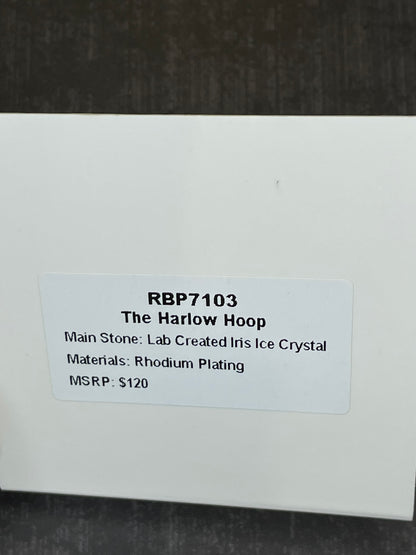 RBP7103
The Harlow Hoop
Main Stone: Lab Created Iris Ice Crystal
Materials: Rhodium Plating
MSRP: $120